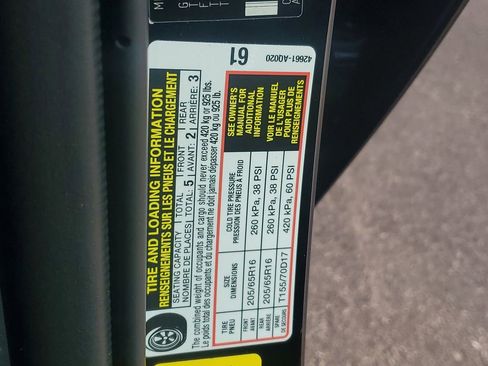 TIRE AND LOADING INFORMATION
RENSEIGNEMENTS SUR LES PNEUS ET LE CHARGEMENT
SEATING CAPACITY | TOTAL 5 | FRONT 2 | REAR 3
NOMBRE DE PLACES | TOTAL: | AVANT: | ARRIÈRE:
The combined weight of occupants and cargo should never exceed 420 kg or 925 lbs.
Le poids total des occupants et du chargement ne doit jamais dépasser 420 kg ou 925 lb.
TIRE SIZE COLD TIRE PRESSURE
PNEU DIMENSIONS PRESSION DES PNEUS À FROID
FRONT
AVANT 205/65R16 260 kPa, 38 PSI
REAR
ARRIÈRE 205/65R16 260 kPa, 38 PSI
SPARE
DE SECOURS T155/70D17 420 kPa, 60 PSI
SEE OWNER'S
MANUAL FOR
ADDITIONAL
INFORMATION
VOIR LE MANUEL
DE L'USAGER
POUR PLUS DE
RENSEIGNEMENTS
61
42661-A0020